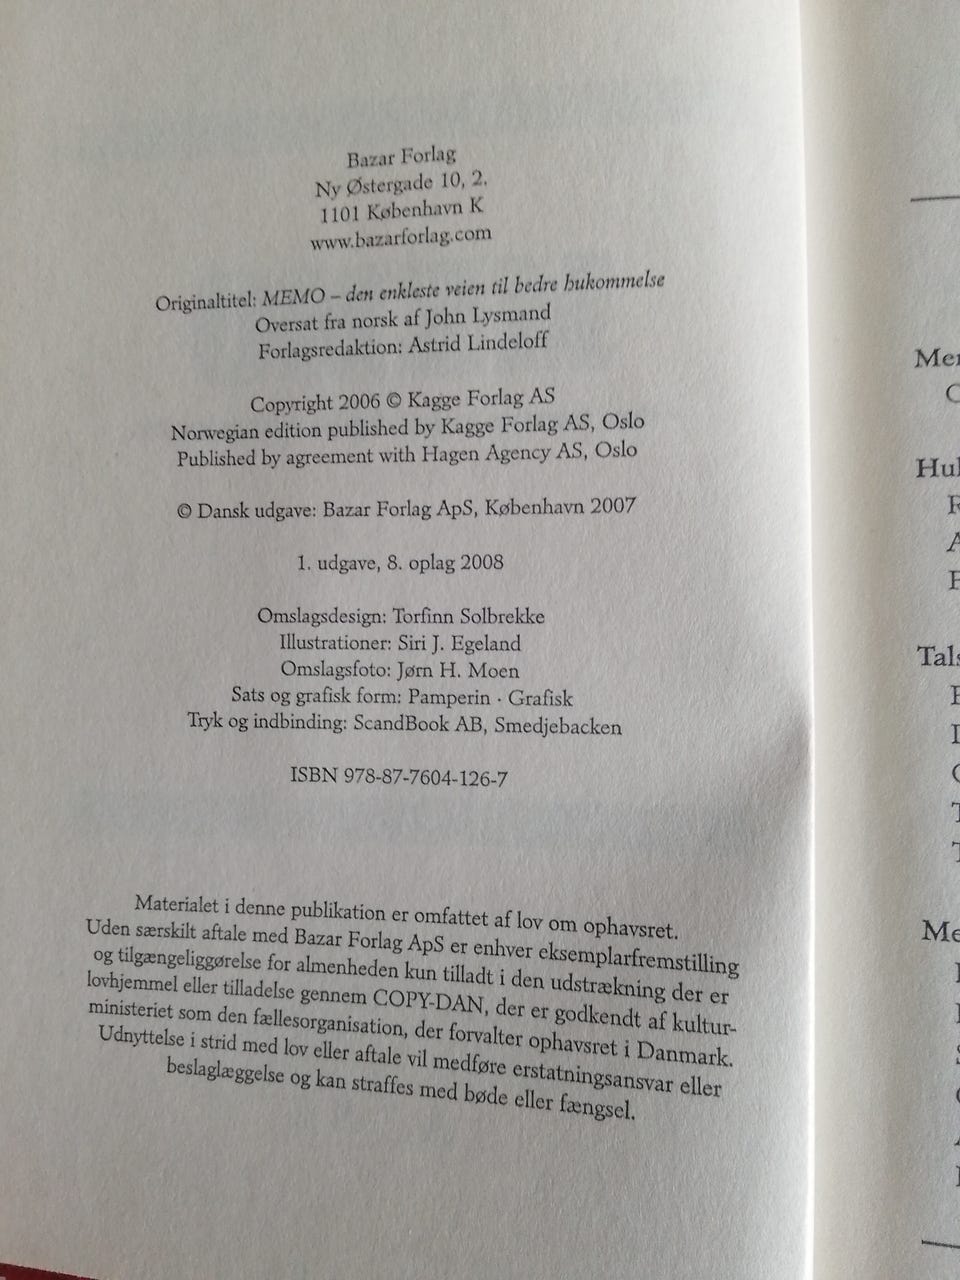 Bazar Forlag
Ny Østergade 10, 2.
1101 København K
www.bazarforlag.com
Originaltitel: MEMO – den enkleste veien til bedre hukommelse
Oversat fra norsk af John Lysmand
Forlagsredaktion: Astrid Lindeloff
Copyright 2006 © Kagge Forlag AS
Norwegian edition published by Kagge Forlag AS, Oslo
Published by agreement with Hagen Agency AS, Oslo
© Dansk udgave: Bazar Forlag ApS, København 2007
1. udgave, 8. oplag 2008
Omslagsdesign: Torfinn Solbrekke
Illustrationer: Siri J. Egeland
Omslagsfoto: Jørn H. Moen
Sats og grafisk form: Pamperin · Grafisk
Tryk og indbinding: ScandBook AB, Smedjebacken
ISBN 978-87-7604-126-7
Materialet i denne publikation er omfattet af lov om ophavsret.
Uden særskilt aftale med Bazar Forlag ApS er enhver eksemplarfremstilling
og tilgængeliggørelse for almenheden kun tilladt i den udstrækning der er
lovhjemmel eller tilladelse gennem COPY-DAN, der er godkendt af kultur-
ministeriet som den fællesorganisation, der forvalter ophavsret i Danmark.
Udnyttelse i strid med lov eller aftale vil medføre erstatningsansvar eller
beslaglæggelse og kan straffes med bøde eller fængsel.